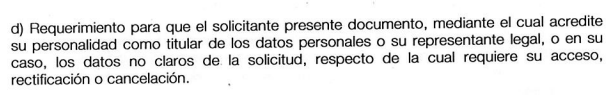 d) Requerimiento para que el solicitante presente documento, mediante el cual acredite
su personalidad como titular de los datos personales o su representante legal, o en su
caso, los datos no claros de la solicitud, respecto de la cual requiere su acceso,
rectificación o cancelación.